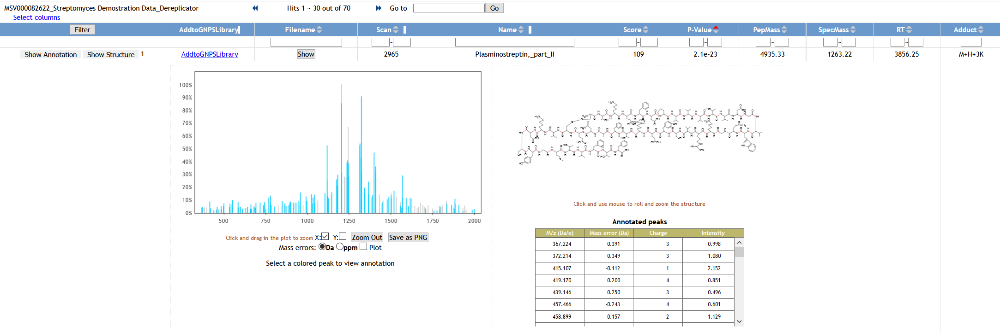 MSV000082622_Streptomyces Demostration Data_Dereplicator Hits 1 ~ 30 out of 70 Go to Go
Select columns
Filter AddtoGNPSLibrary Filename Scan Name Score P-Value PepMass SpecMass RT Adduct
~ ~ ~ ~ ~ ~
Show Annotation Show Structure 1 AddtoGNPSLibrary Show 2965 Plasminostreptin,_part_II 109 2.1e-23 4935.33 1263.22 3856.25 M+H+3K
100%
90%
80%
70%
60%
50%
40%
30%
20%
10%
0%
500 750 1000 1250 1500 1750 2000
Click and drag in the plot to zoom X: Y: Zoom Out Save as PNG
Mass errors: Da ppm Plot
Select a colored peak to view annotation
Click and use mouse to roll and zoom the structure
Annotated peaks
M/z (Da/e) Mass error (Da) Charge Intensity
367.224 0.391 3 0.998
372.214 0.349 3 1.080
415.107 -0.112 1 2.152
419.170 0.200 4 0.851
439.146 0.250 3 0.496
457.466 -0.243 4 0.601
458.899 0.157 2 1.129